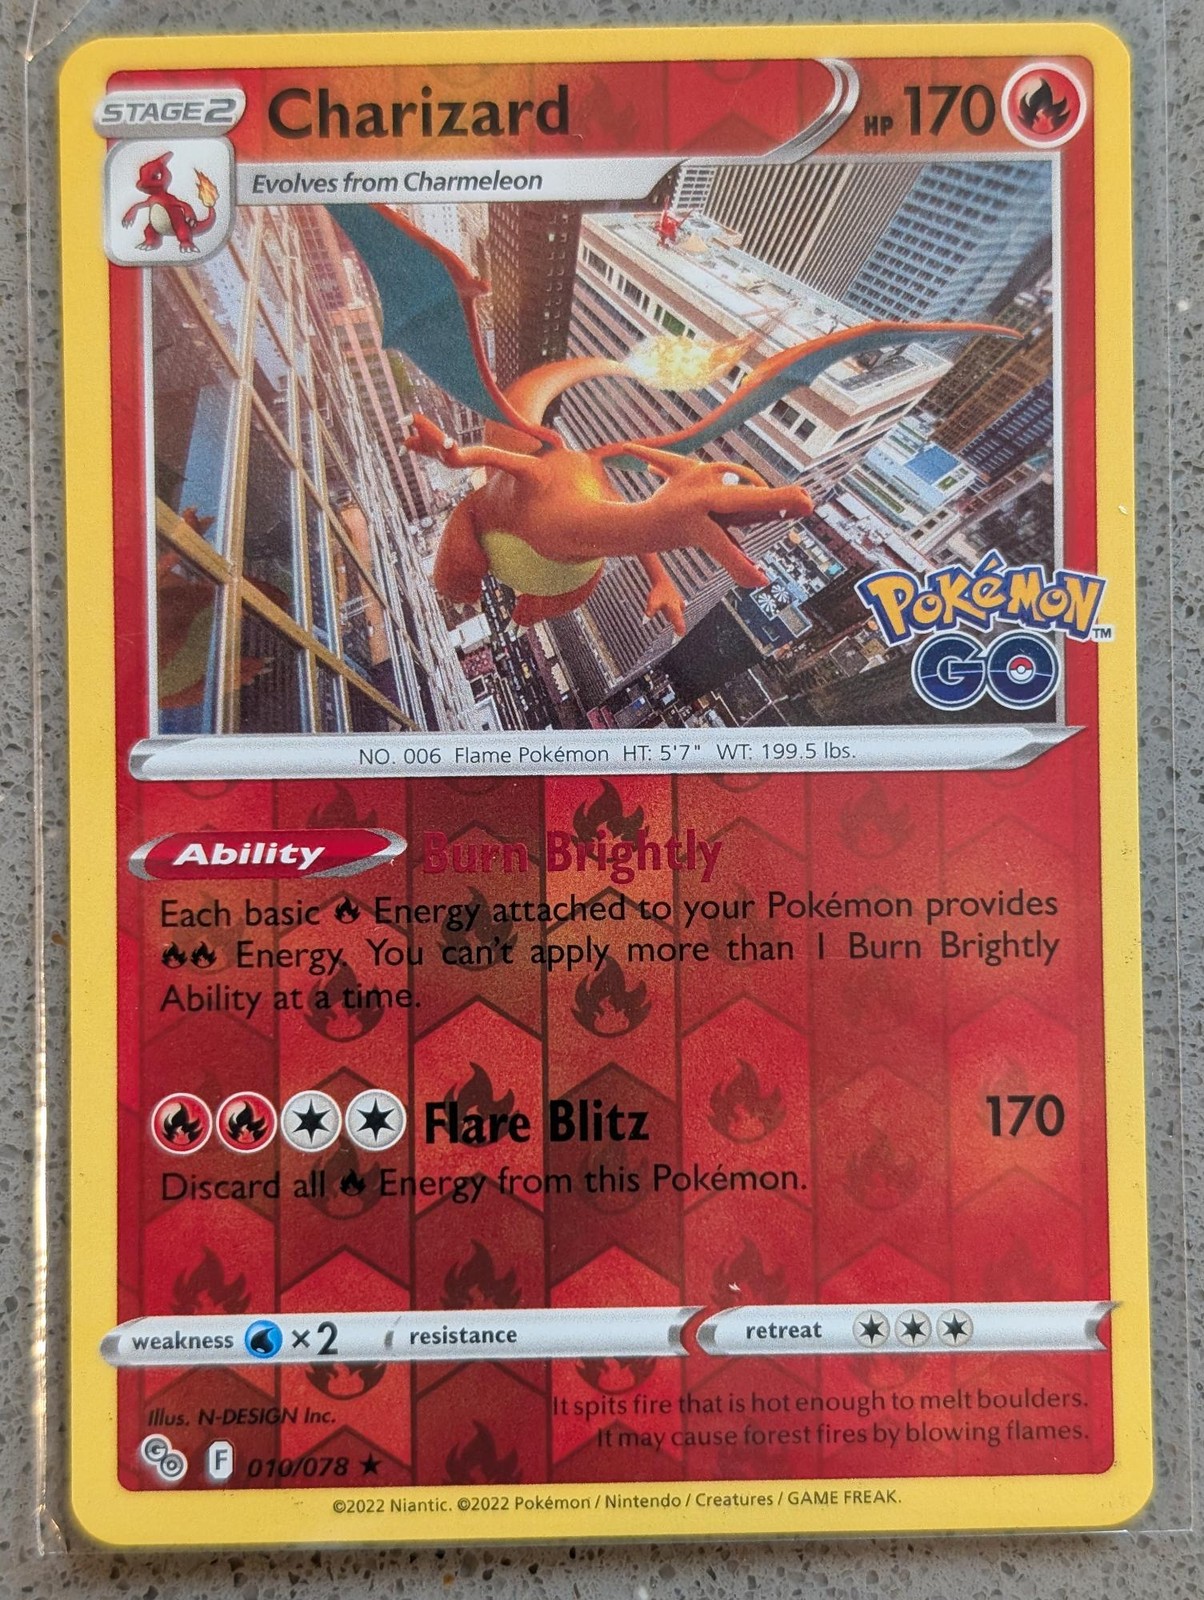 STAGE 2 Charizard HP 170
Evolves from Charmeleon
POKÉMON™
GO
NO. 006 Flame Pokémon HT: 5'7" WT: 199.5 lbs.
Ability Burn Brightly
Each basic Energy attached to your Pokémon provides
Energy. You can't apply more than 1 Burn Brightly
Ability at a time.
Flare Blitz 170
Discard all Energy from this Pokémon.
weakness ×2 resistance retreat
It spits fire that is hot enough to melt boulders.
It may cause forest fires by blowing flames.
Illus. N-DESIGN Inc.
GO F 010/078 ★
©2022 Niantic. ©2022 Pokémon / Nintendo / Creatures / GAME FREAK.